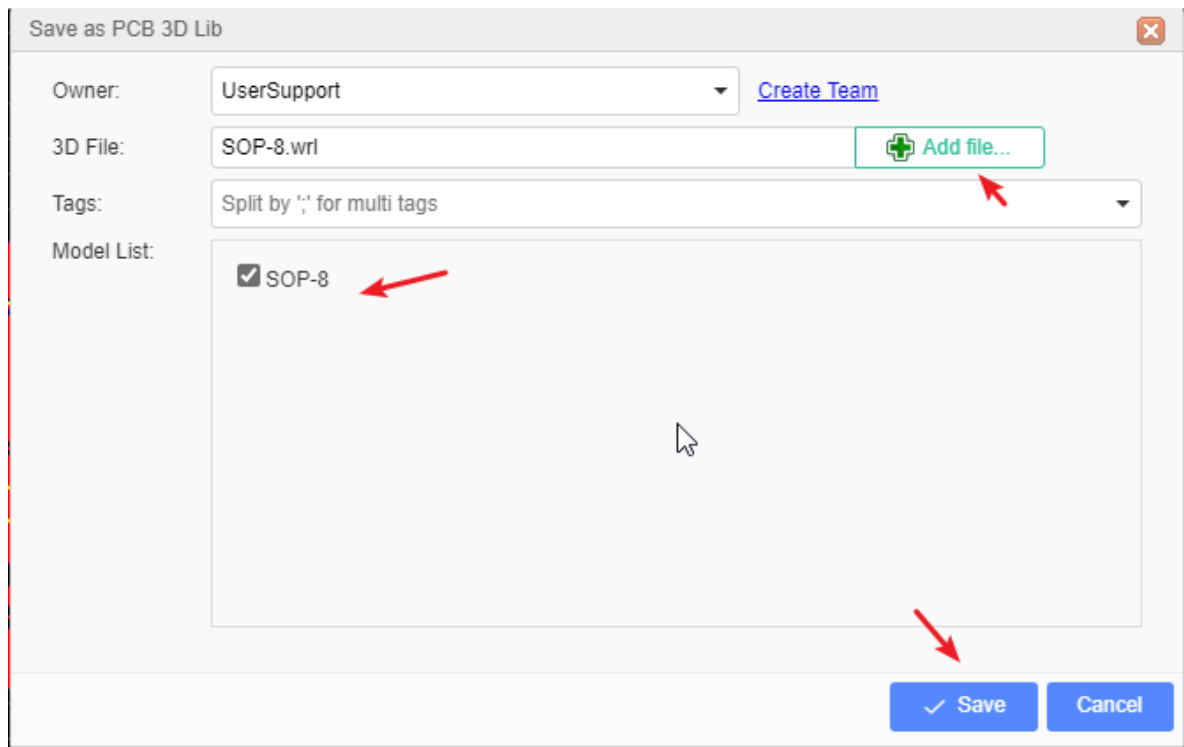 Save as PCB 3D Lib
Owner: UserSupport Create Team
3D File: SOP-8.wrl Add file...
Tags: Split by ';' for multi tags
Model List:
SOP-8
Save Cancel